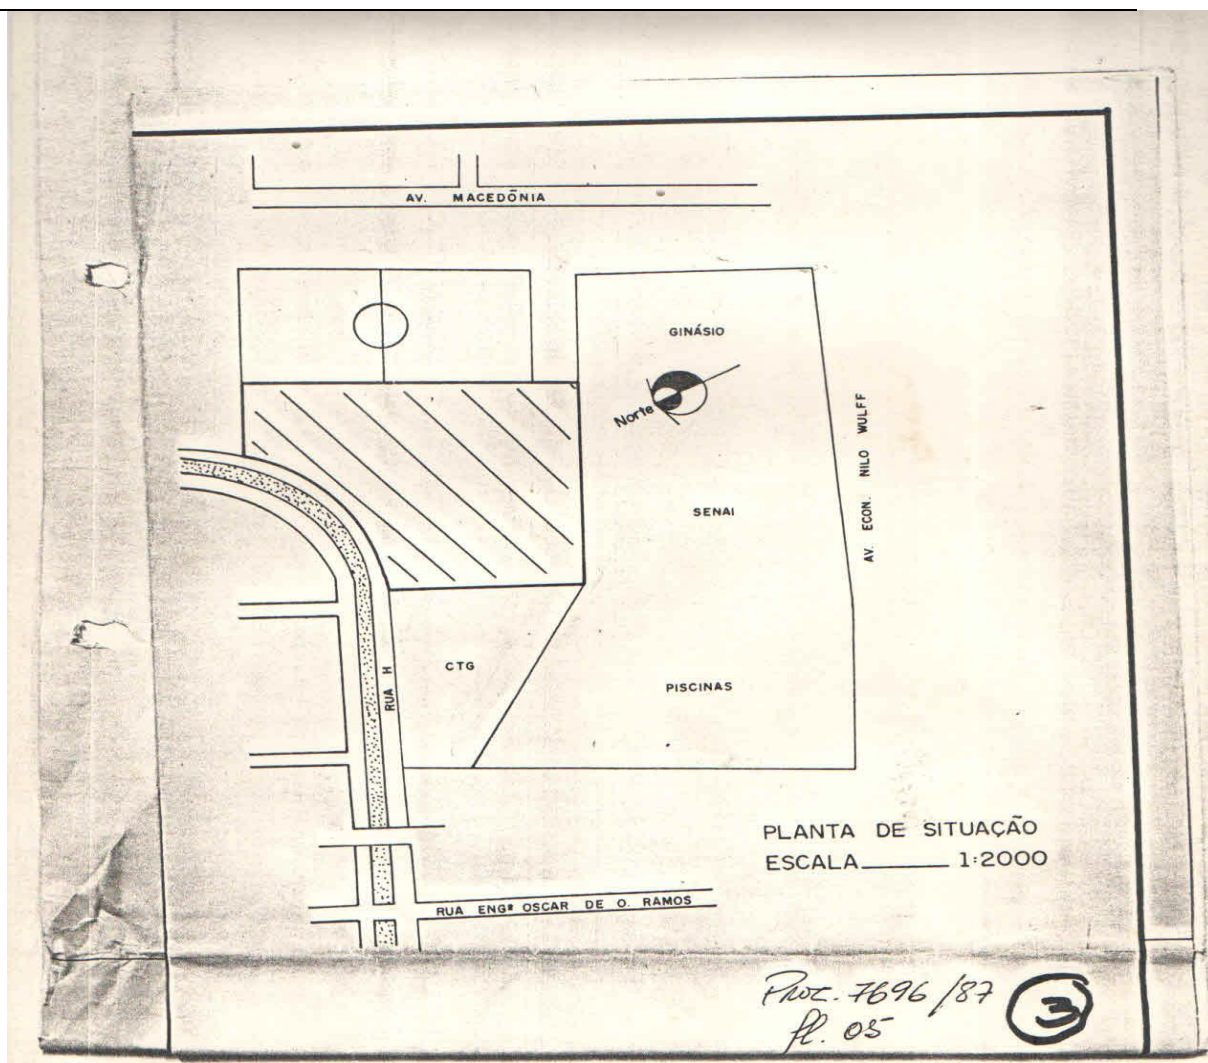 AV. MACEDÔNIA
GINÁSIO
Norte
AV. ECON. NILO WULFF
SENAI
RUA H
CTG
PISCINAS
PLANTA DE SITUAÇÃO
ESCALA ______ 1:2000
RUA ENGº OSCAR DE O. RAMOS
Proc. 7696/87
fl. 05
3